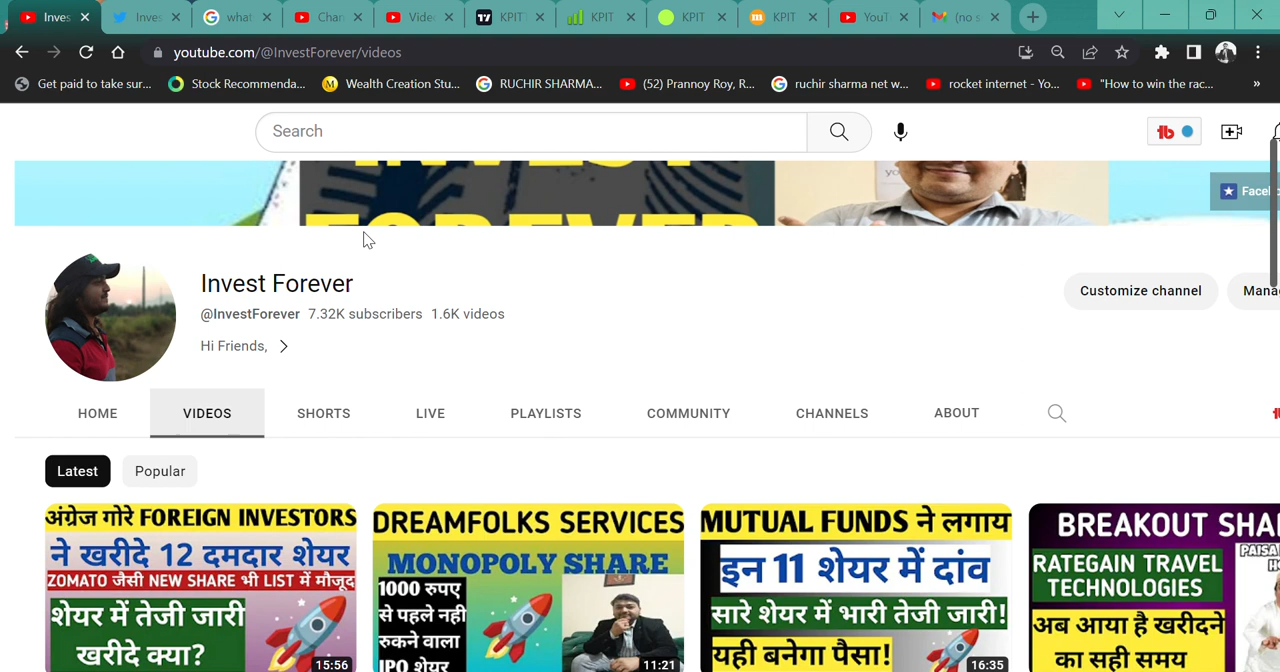 Inves
Inves
what
Chan
Vide
KPIT
KPIT
KPIT
KPIT
YouT
(no s
youtube.com/@InvestForever/videos
Get paid to take sur...
Stock Recommenda...
Wealth Creation Stu...
RUCHIR SHARMA...
(52) Prannoy Roy, R...
ruchir sharma net w...
rocket internet - Yo...
"How to win the rac...
»
Search
INVEST
FOREVER
Invest Forever
@InvestForever 7.32K subscribers 1.6K videos
Hi Friends,
Customize channel
HOME
VIDEOS
SHORTS
LIVE
PLAYLISTS
COMMUNITY
CHANNELS
ABOUT
Latest
Popular
अंग्रेज गोरे FOREIGN INVESTORS
ने खरीदे 12 दमदार शेयर
ZOMATO जैसी NEW SHARE भी LIST में मौजूद
शेयर में तेजी जारी
खरीदे क्या?
15:56
DREAMFOLKS SERVICES
MONOPOLY SHARE
1000 रुपए
से पहले नही
रुकने वाला
IPO शेयर
11:21
MUTUAL FUNDS ने लगाय
इन 11 शेयर में दांव
सारे शेयर में भारी तेजी जारी!
यही बनेगा पैसा!
16:35
BREAKOUT SHA
RATEGAIN TRAVEL
TECHNOLOGIES
अब आया है खरीदने
का सही समय
PAISA